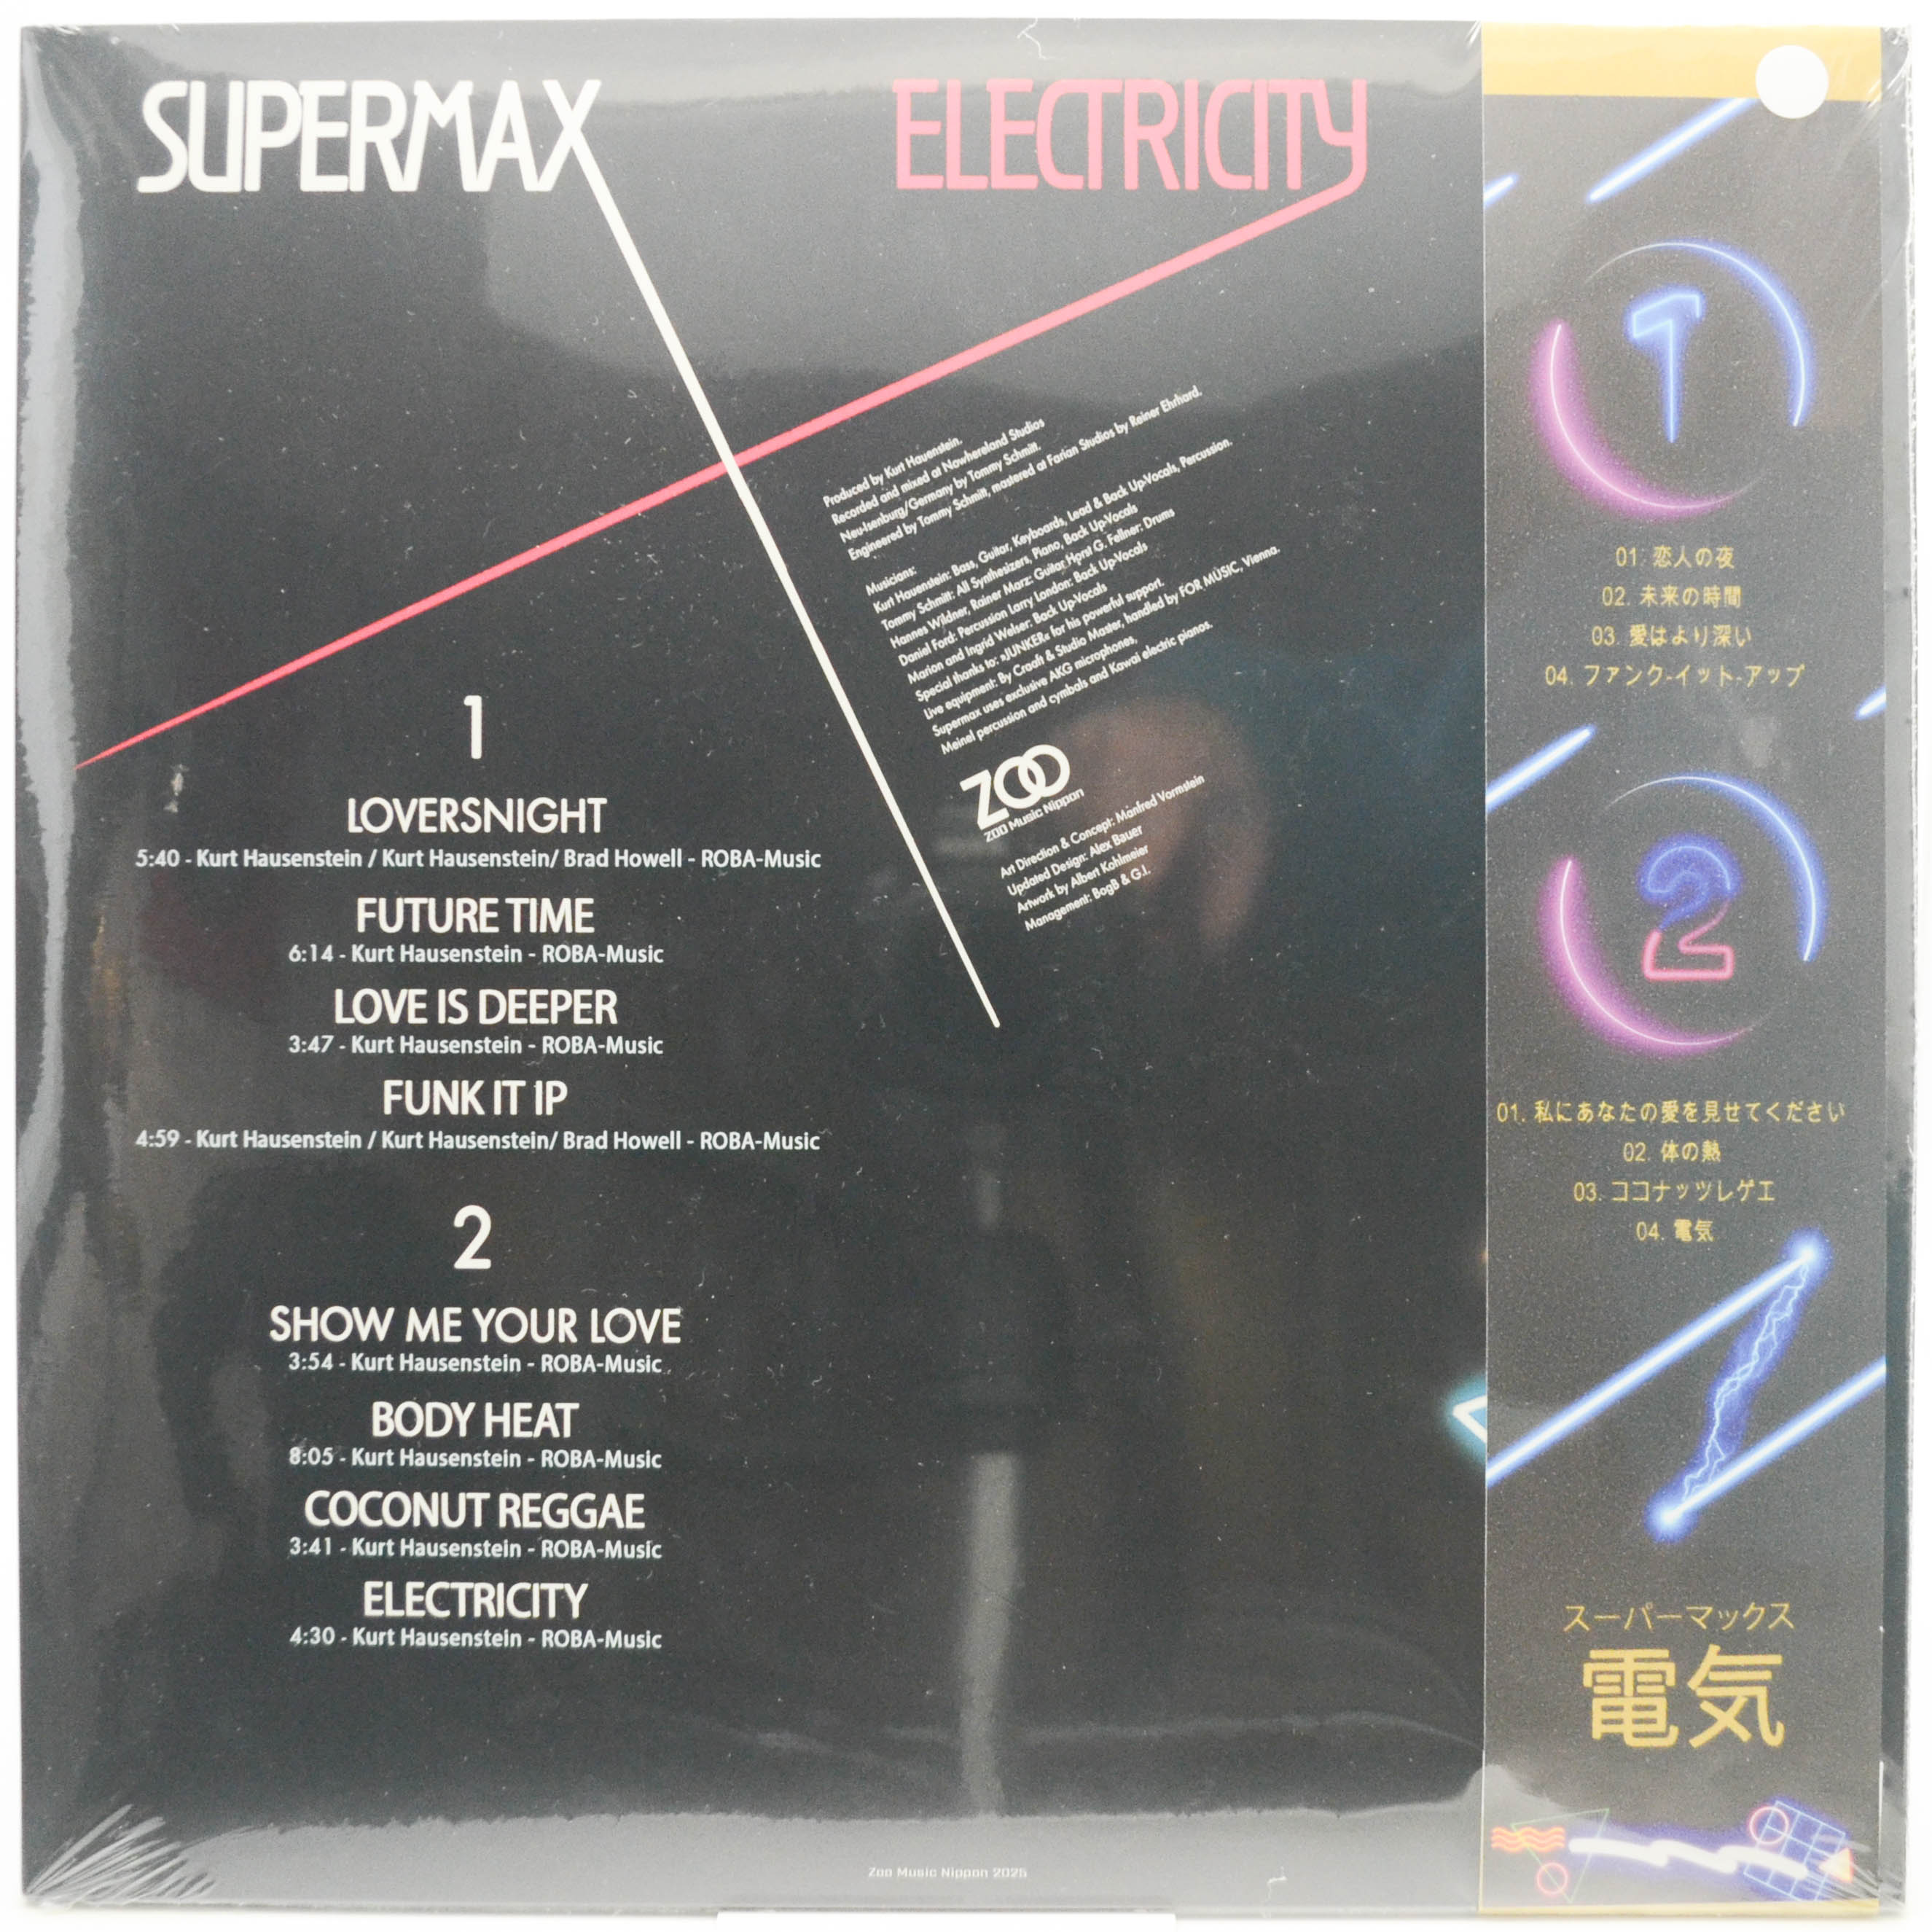 SUPERMAX
ELECTRICITY
Produced by Kurt Hauenstein.
Recorded and mixed at Nowhereland Studios
Neu-Isenburg/Germany by Tommy Schmitt.
Engineered by Tommy Schmitt, mastered at Farian Studios by Reiner Ehrhard.
Musicians:
Kurt Hauenstein: Bass, Guitar, Keyboards, Lead & Back Up-Vocals, Percussion.
Tommy Schmitt: All Synthesizers, Piano, Back Up-Vocals
Hannes Wildner, Rainer Marz: Guitar Horst G. Fellner: Drums
Daniel Ford: Percussion Larry London: Back Up-Vocals
Marion and Ingrid Welser: Back Up-Vocals
Special thanks to: »JUNKER« for his powerful support.
Live equipment: By Craaft & Studio Master, handled by FOR MUSIC, Vienna.
Supermax uses exclusive AKG microphones,
Meinel percussion and cymbals and Kawai electric pianos.
ZOO
ZOO Music Nippon
Art Direction & Concept: Manfred Vormstein
Updated Design: Alex Bauer
Artwork by Albert Kohlmeier
Management: BogB & G.I.
1
LOVERSNIGHT
5:40 - Kurt Hausenstein / Kurt Hausenstein/ Brad Howell - ROBA-Music
FUTURE TIME
6:14 - Kurt Hausenstein - ROBA-Music
LOVE IS DEEPER
3:47 - Kurt Hausenstein - ROBA-Music
FUNK IT IP
4:59 - Kurt Hausenstein / Kurt Hausenstein/ Brad Howell - ROBA-Music
2
SHOW ME YOUR LOVE
3:54 - Kurt Hausenstein - ROBA-Music
BODY HEAT
8:05 - Kurt Hausenstein - ROBA-Music
COCONUT REGGAE
3:41 - Kurt Hausenstein - ROBA-Music
ELECTRICITY
4:30 - Kurt Hausenstein - ROBA-Music
Zoo Music Nippon 2025
1
01. 恋人の夜
02. 未来の時間
03. 愛はより深い
04. ファンク-イット-アップ
2
01. 私にあなたの愛を見せてください
02. 体の熱
03. ココナッツレゲエ
04. 電気
スーパーマックス
電気